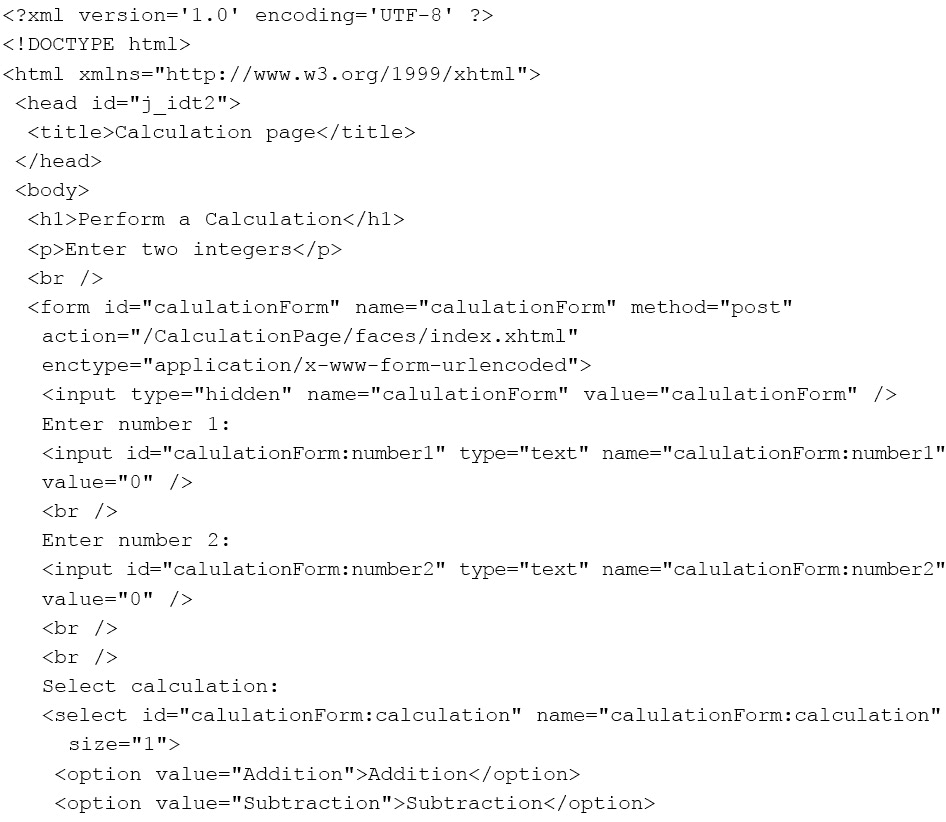 <?xml version='1.0' encoding='UTF-8' ?>
<!DOCTYPE html>
<html xmlns="http://www.w3.org/1999/xhtml">
<head id="j_idt2">
<title>Calculation page</title>
</head>
<body>
<h1>Perform a Calculation</h1>
<p>Enter two integers</p>
<br />
<form id="calulationForm" name="calulationForm" method="post"
action="/CalculationPage/faces/index.xhtml"
enctype="application/x-www-form-urlencoded">
<input type="hidden" name="calulationForm" value="calulationForm" />
Enter number 1:
<input id="calulationForm:number1" type="text" name="calulationForm:number1"
value="0" />
<br />
Enter number 2:
<input id="calulationForm:number2" type="text" name="calulationForm:number2"
value="0" />
<br />
<br />
Select calculation:
<select id="calulationForm:calculation" name="calulationForm:calculation"
size="1">
<option value="Addition">Addition</option>
<option value="Subtraction">Subtraction</option>